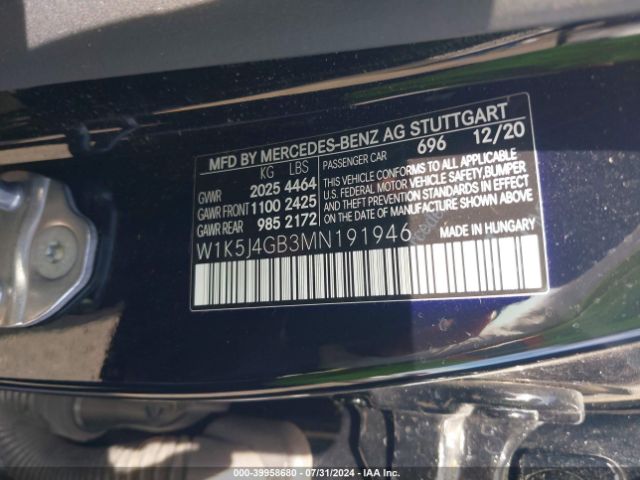 MFD BY MERCEDES-BENZ AG STUTTGART
KG LBS
GVWR 2025 4464
GAWR FRONT 1100 2425
GAWR REAR 985 2172
PASSENGER CAR 696 12/20
THIS VEHICLE CONFORMS TO ALL APPLICABLE
U.S. FEDERAL MOTOR VEHICLE SAFETY,BUMPER
AND THEFT PREVENTION STANDARDS IN EFFECT
ON THE DATE OF MANUFACTURE SHOWN ABOVE
MADE IN HUNGARY
W1K5J4GB3MN191946
000-39958680 - 07/31/2024 - IAA Inc.